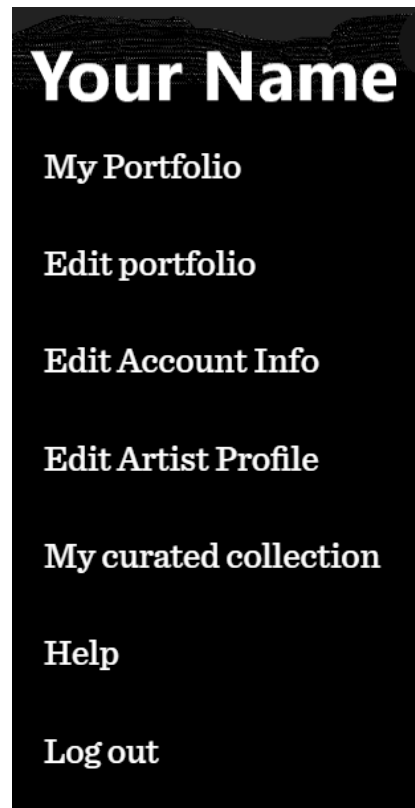 Your Name
My Portfolio
Edit portfolio
Edit Account Info
Edit Artist Profile
My curated collection
Help
Log out